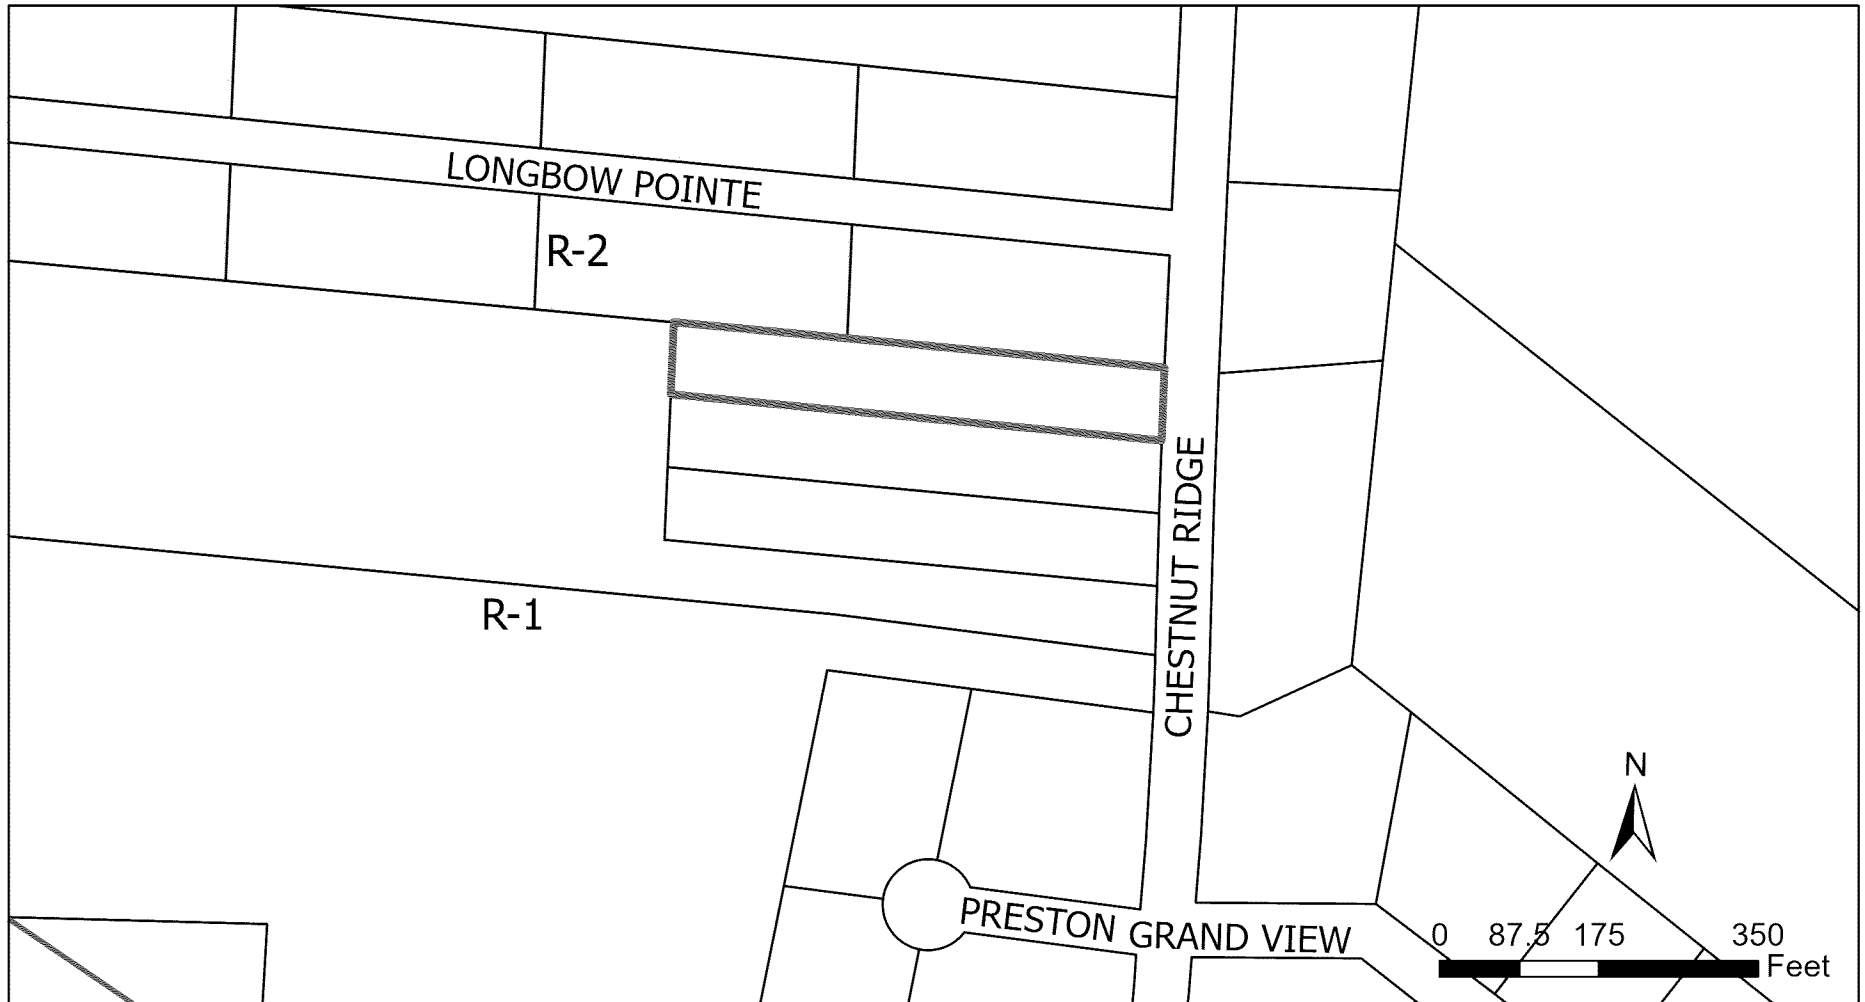 LONGBOW POINTE
R-2
CHESTNUT RIDGE
R-1
N
PRESTON GRAND VIEW
0 87.5 175 350
Feet